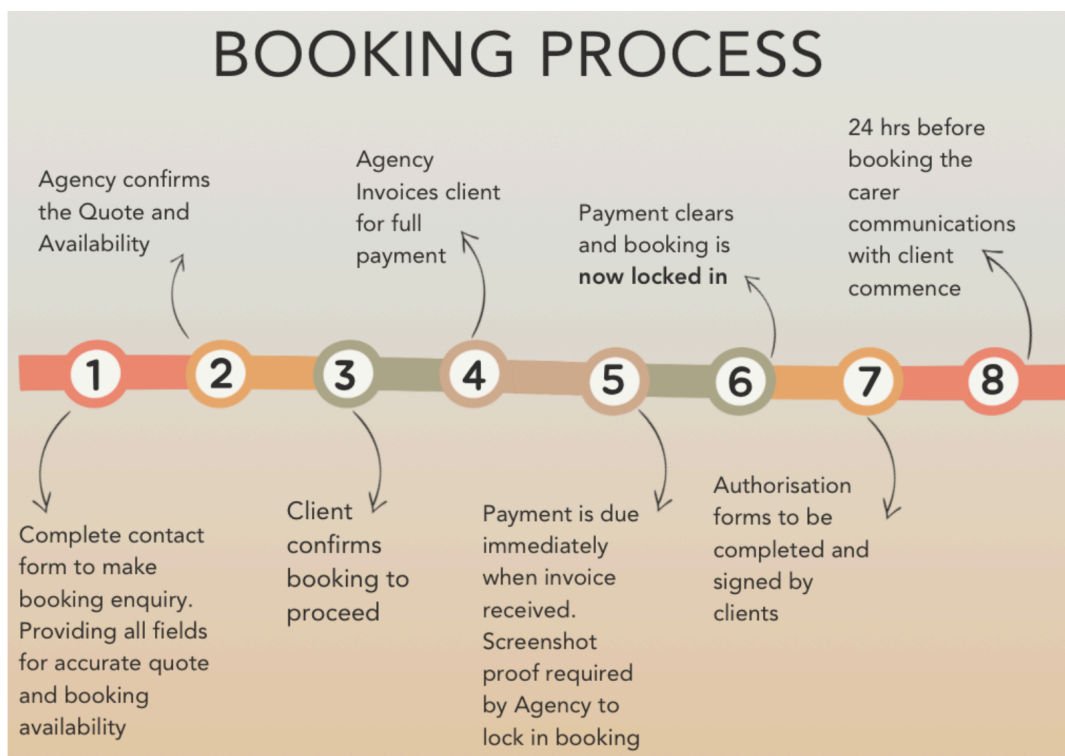 BOOKING PROCESS
1
Complete contact
form to make
booking enquiry.
Providing all fields
for accurate quote
and booking
availability
2
Agency confirms
the Quote and
Availability
3
Client
confirms
booking to
proceed
4
Agency
Invoices client
for full
payment
5
Payment is due
immediately
when invoice
received.
Screenshot
proof required
by Agency to
lock in booking
6
Payment clears
and booking is
now locked in
7
Authorisation
forms to be
completed and
signed by
clients
8
24 hrs before
booking the
carer
communications
with client
commence